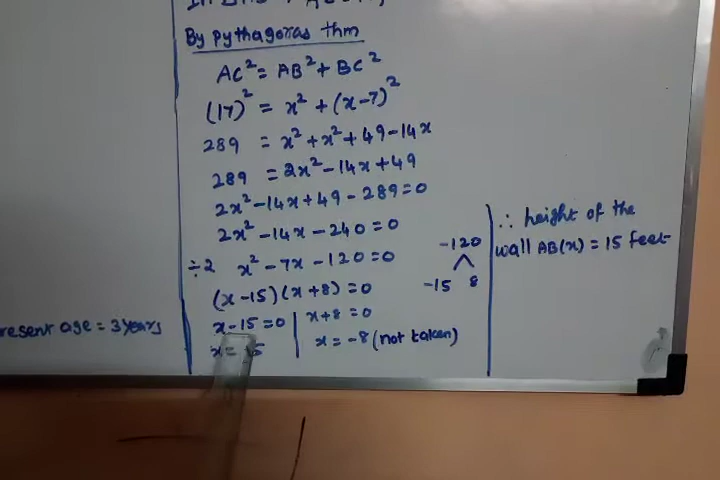 By pythagoras thm
AC² = AB² + BC²
(17)² = x² + (x-7)²
289 = x² + x² + 49 - 14x
289 = 2x² - 14x + 49
2x² - 14x + 49 - 289 = 0
2x² - 14x - 240 = 0
÷2 x² - 7x - 120 = 0
(x - 15)(x + 8) = 0
x - 15 = 0
x = 15
x + 8 = 0
x = -8 (not taken)
-120
-15 8
∴ height of the
wall AB(x) = 15 feet
resent age = 3 years